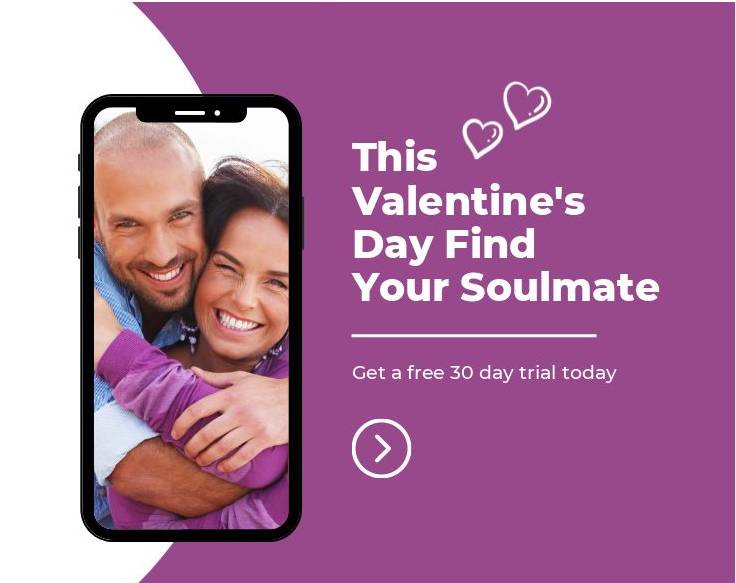 This
Valentine's
Day Find
Your Soulmate
Get a free 30 day trial today